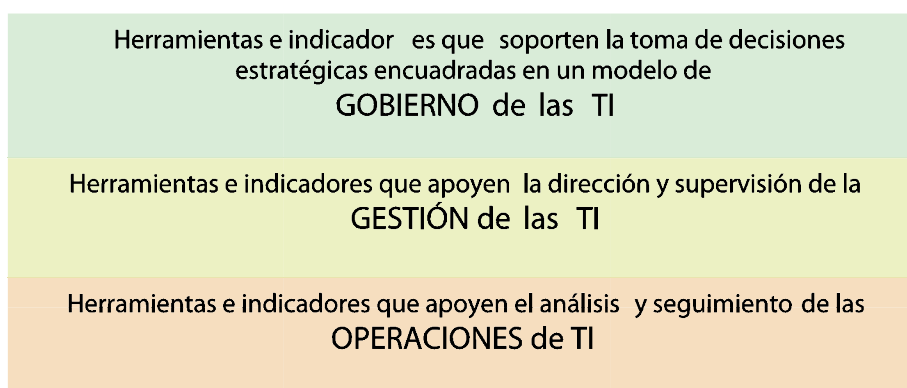 Herramientas e indicador es que soporten la toma de decisiones
estratégicas encuadradas en un modelo de
GOBIERNO de las TI
Herramientas e indicadores que apoyen la dirección y supervisión de la
GESTIÓN de las TI
Herramientas e indicadores que apoyen el análisis y seguimiento de las
OPERACIONES de TI